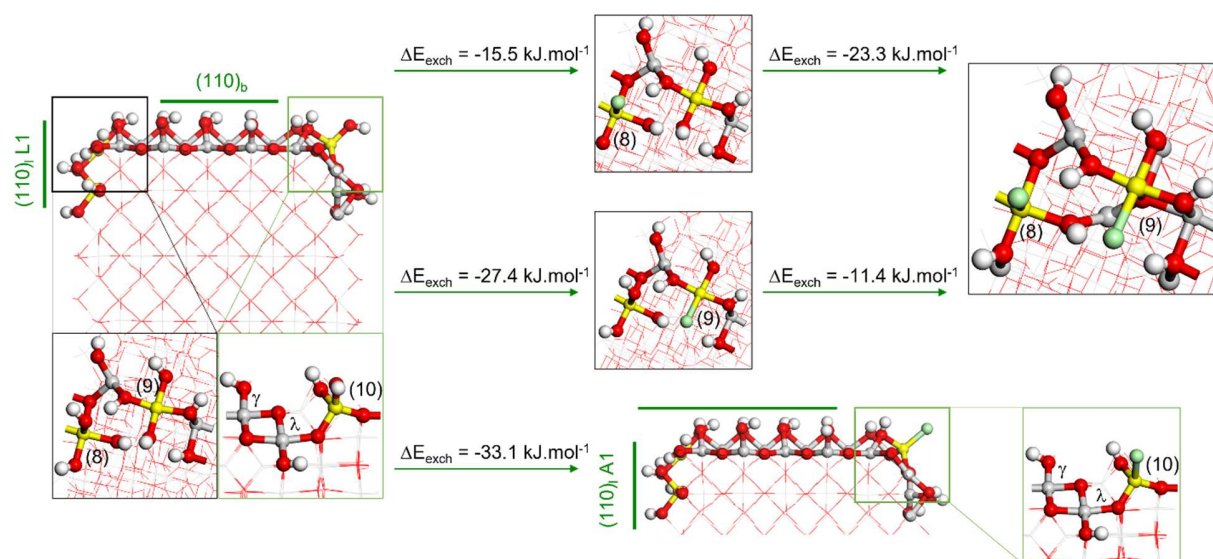 ΔE_exch = -15.5 kJ.mol⁻¹
ΔE_exch = -23.3 kJ.mol⁻¹
(110)_b
(110)_l L1
(8)
(9)
(8)
ΔE_exch = -27.4 kJ.mol⁻¹
ΔE_exch = -11.4 kJ.mol⁻¹
(9)
(9)
(8)
γ
λ
(10)
ΔE_exch = -33.1 kJ.mol⁻¹
(110)_l A1
γ
λ
(10)